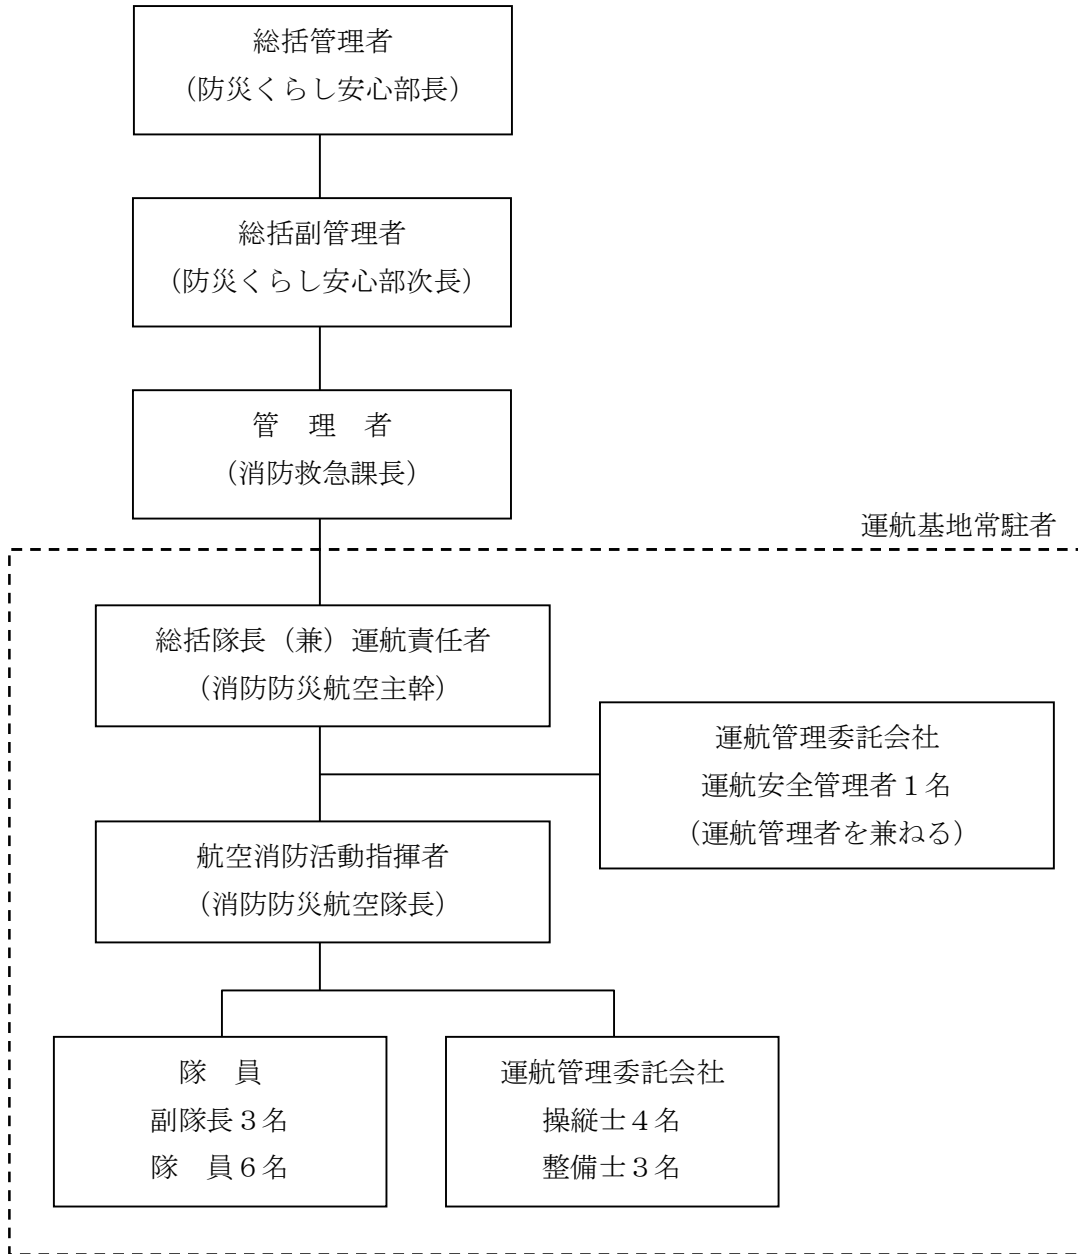 総括管理者
（防災くらし安心部長）
総括副管理者
（防災くらし安心部次長）
管　理　者
（消防救急課長）
運航基地常駐者
総括隊長（兼）運航責任者
（消防防災航空主幹）
運航管理委託会社
運航安全管理者１名
（運航管理者を兼ねる）
航空消防活動指揮者
（消防防災航空隊長）
隊　員
副隊長３名
隊　員６名
運航管理委託会社
操縦士４名
整備士３名